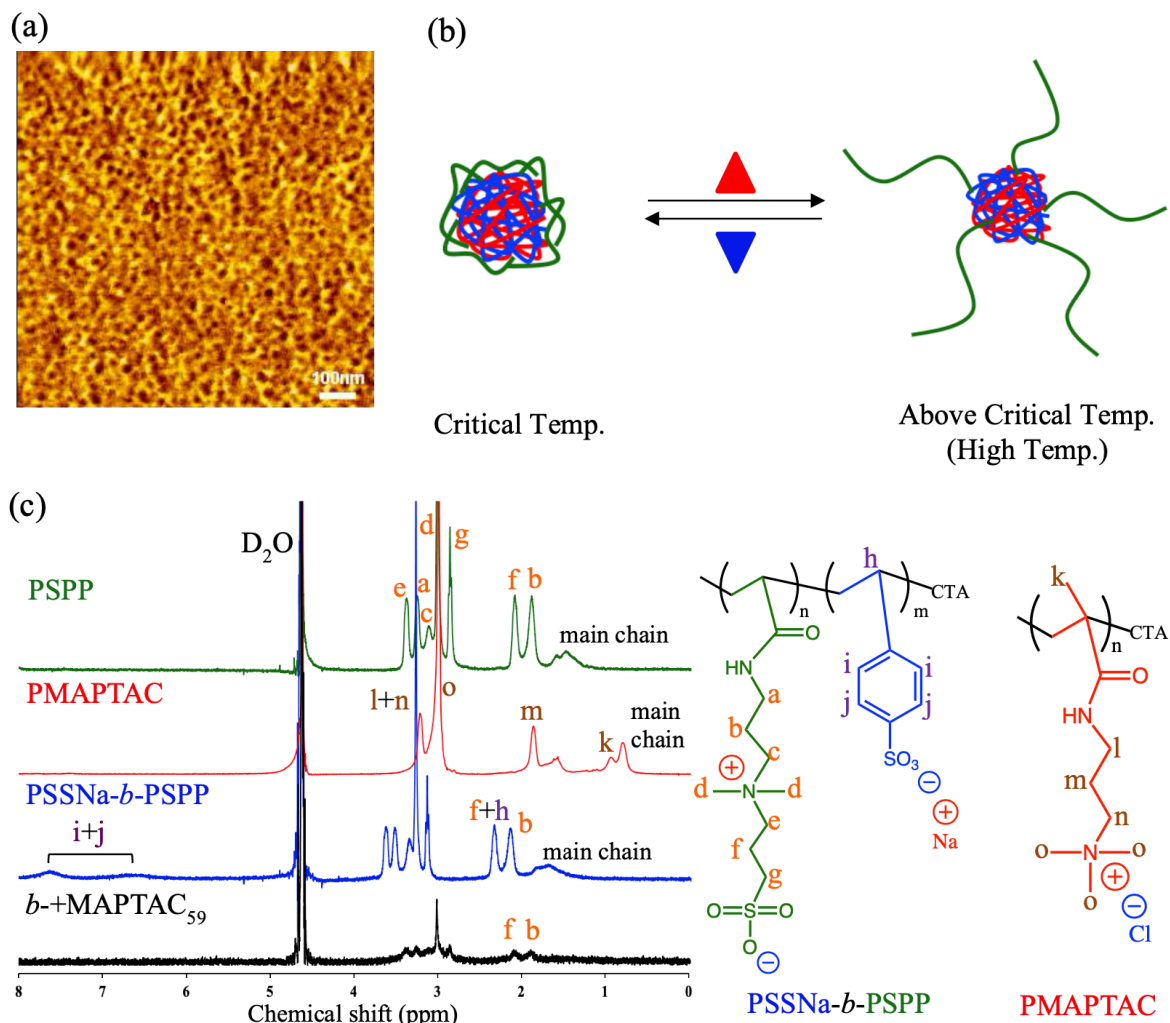 (a)
(b)
100nm
Critical Temp.
Above Critical Temp.
(High Temp.)
(c)
D2O
PSPP
e
a
c
d
g
f
b
main chain
PMAPTAC
l+n
o
m
k
main
chain
PSSNa-b-PSPP
i+j
f+h
b
main chain
b-+MAPTAC59
f
b
8
7
6
5
4
3
2
1
0
Chemical shift (ppm)
h
n
m
CTA
O
HN
i
i
j
j
a
b
c
SO3
Na
d
N
d
e
f
g
O
S
O
O
PSSNa-b-PSPP
k
n
CTA
O
HN
l
m
n
o
N
o
o
Cl
PMAPTAC